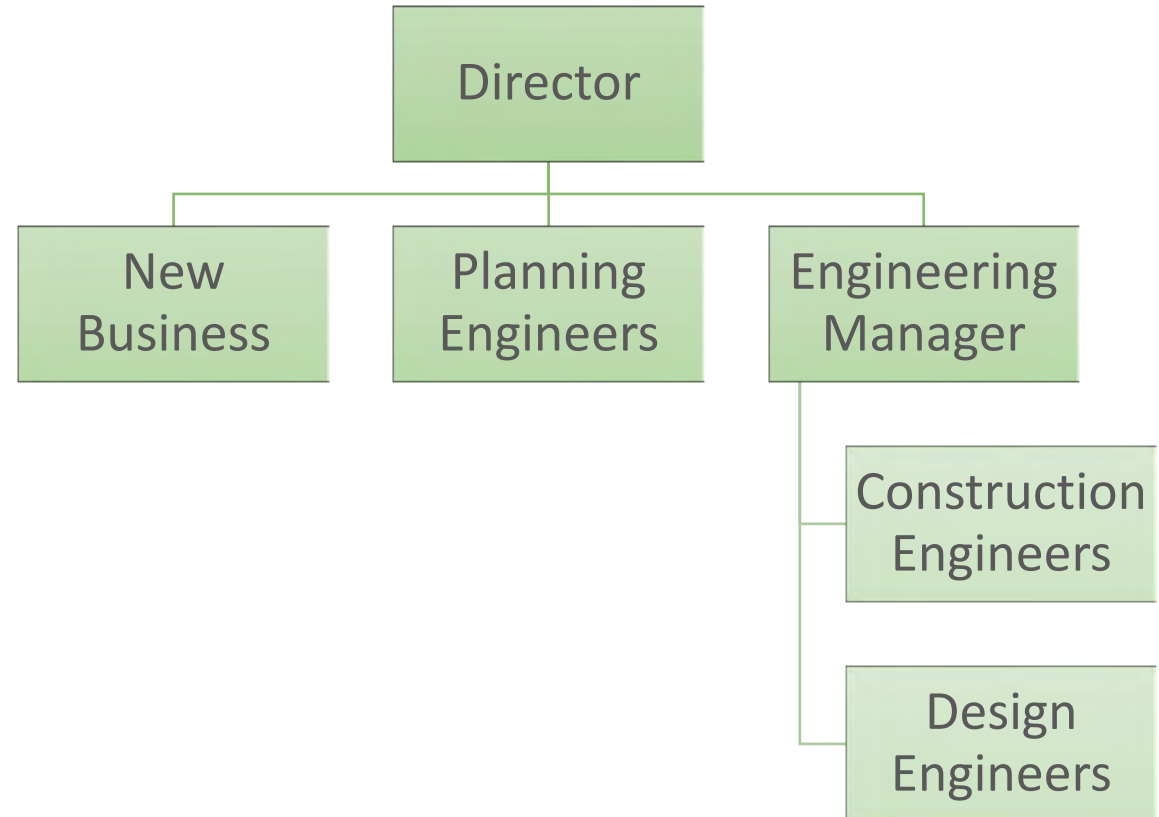 Director
New
Business
Planning
Engineers
Engineering
Manager
Construction
Engineers
Design
Engineers